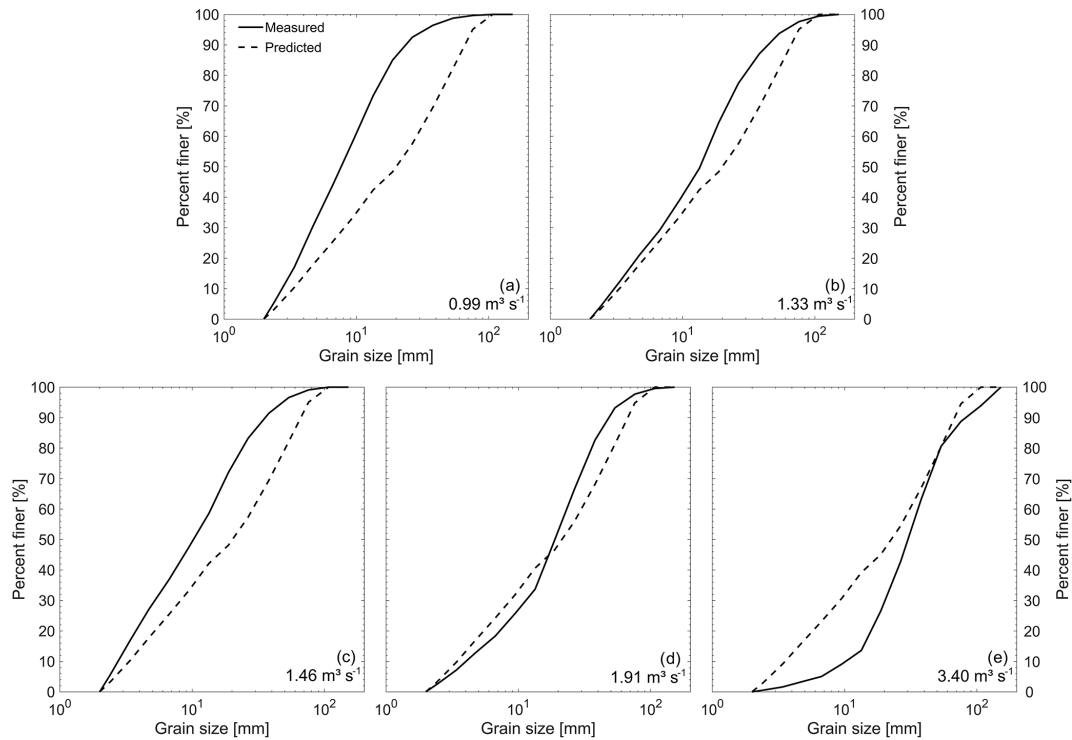 100
90
80
70
60
50
40
30
20
10
0
Percent finer [%]
Measured
Predicted
(a)
0.99 m³ s⁻¹
10⁰ 10¹ 10²
Grain size [mm]
(b)
1.33 m³ s⁻¹
10⁰ 10¹ 10²
Grain size [mm]
100
90
80
70
60
50
40
30
20
10
0
Percent finer [%]
100
90
80
70
60
50
40
30
20
10
0
Percent finer [%]
(c)
1.46 m³ s⁻¹
10⁰ 10¹ 10²
Grain size [mm]
(d)
1.91 m³ s⁻¹
10⁰ 10¹ 10²
Grain size [mm]
(e)
3.40 m³ s⁻¹
10⁰ 10¹ 10²
Grain size [mm]
100
90
80
70
60
50
40
30
20
10
0
Percent finer [%]